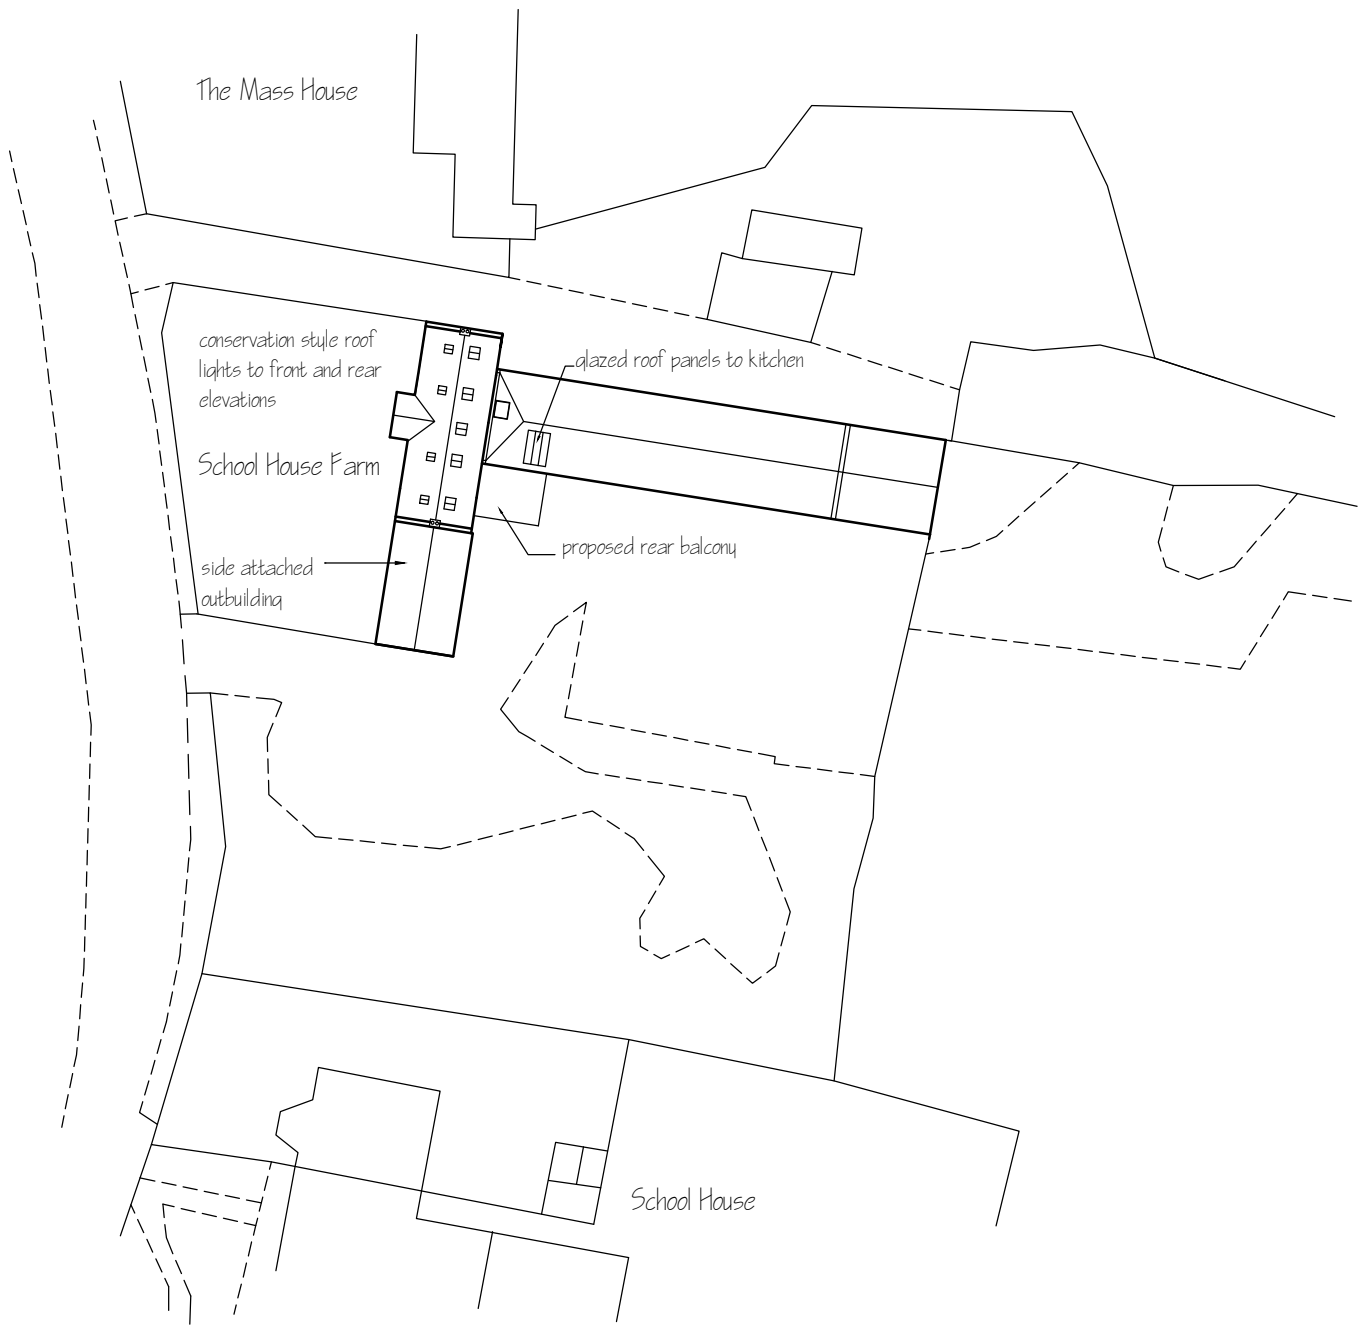 The Mass House
conservation style roof
lights to front and rear
elevations
glazed roof panels to kitchen
School House Farm
proposed rear balcony
side attached
outbuilding
School House